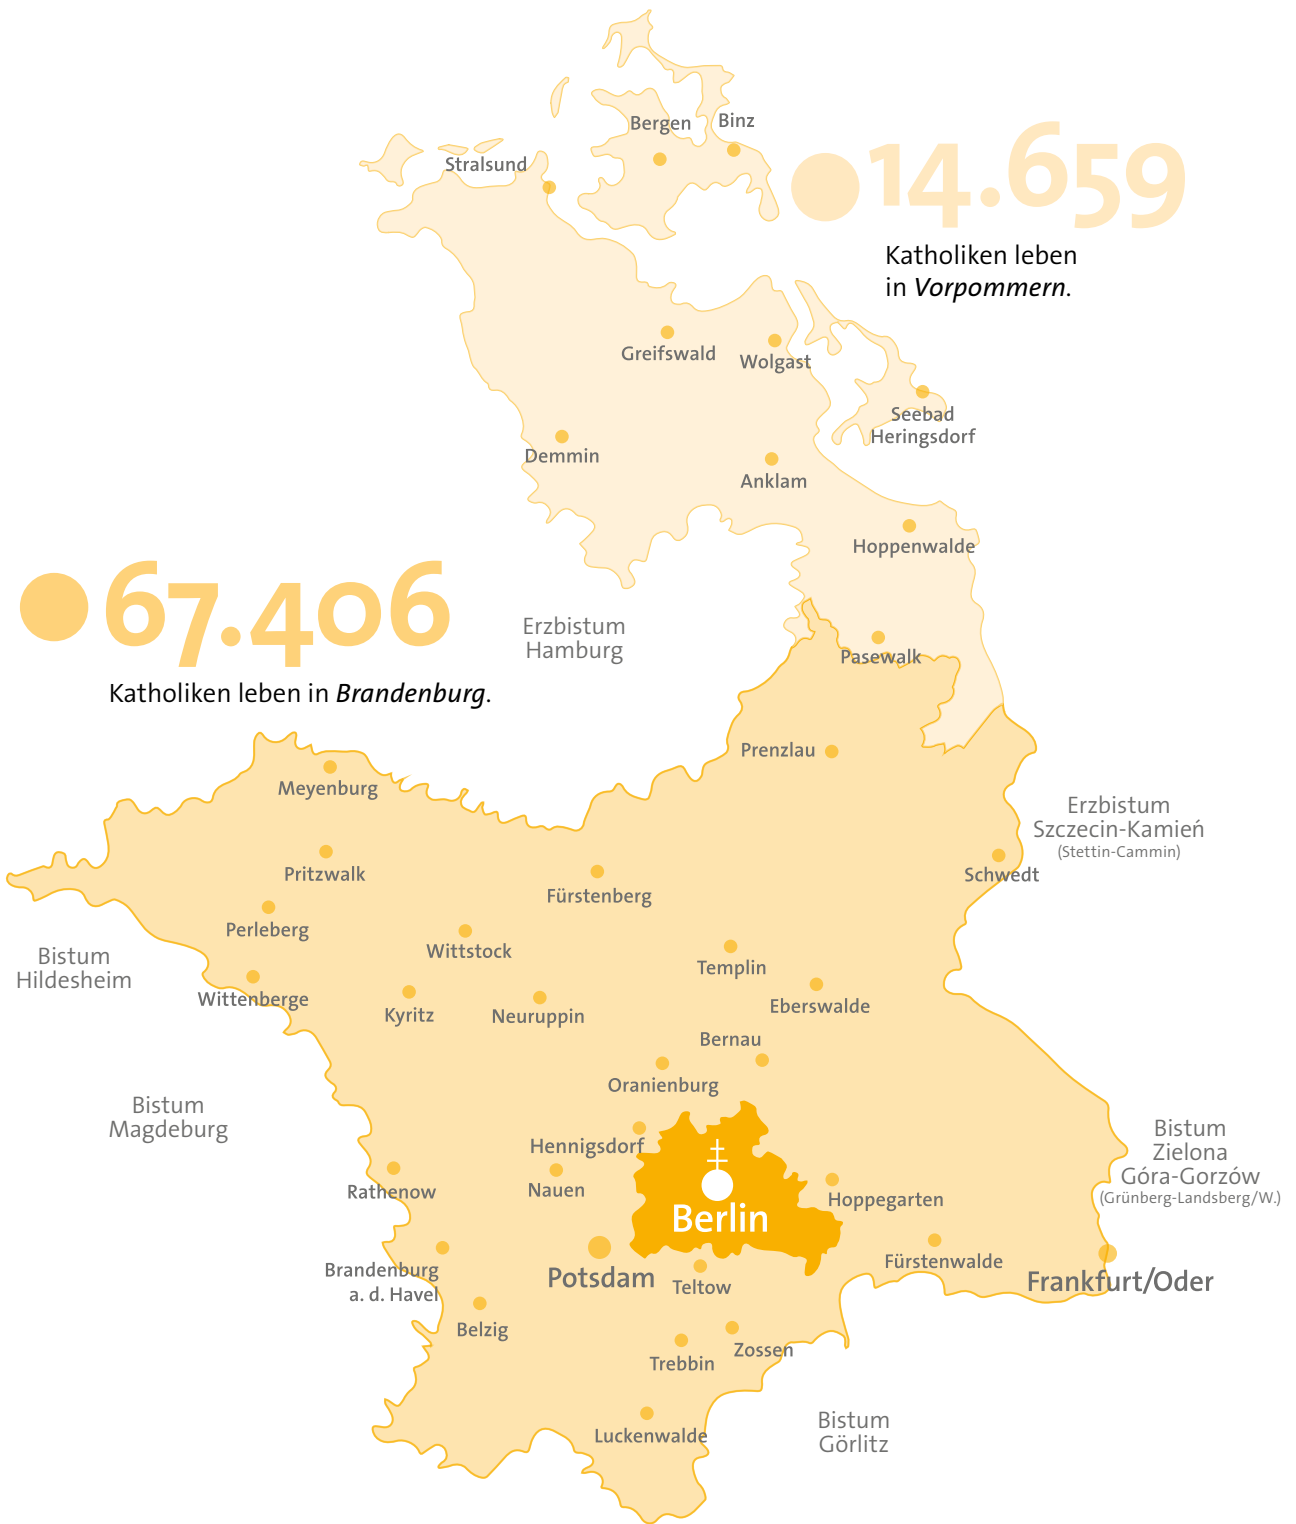 Bergen
Binz
Stralsund
14.659
Katholiken leben
in Vorpommern.
Greifswald
Wolgast
Seebad
Heringsdorf
Demmin
Anklam
Hoppenwalde
67.406
Katholiken leben in Brandenburg.
Erzbistum
Hamburg
Pasewalk
Prenzlau
Meyenburg
Erzbistum
Szczecin-Kamień
(Stettin-Cammin)
Pritzwalk
Fürstenberg
Schwedt
Perleberg
Wittstock
Bistum
Hildesheim
Templin
Wittenberge
Kyritz
Neuruppin
Eberswalde
Bernau
Oranienburg
Bistum
Magdeburg
Hennigsdorf
Bistum
Zielona
Góra-Gorzów
(Grünberg-Landsberg/W.)
Rathenow
Nauen
Hoppegarten
Berlin
Brandenburg
a. d. Havel
Potsdam
Teltow
Fürstenwalde
Frankfurt/Oder
Belzig
Trebbin
Zossen
Luckenwalde
Bistum
Görlitz